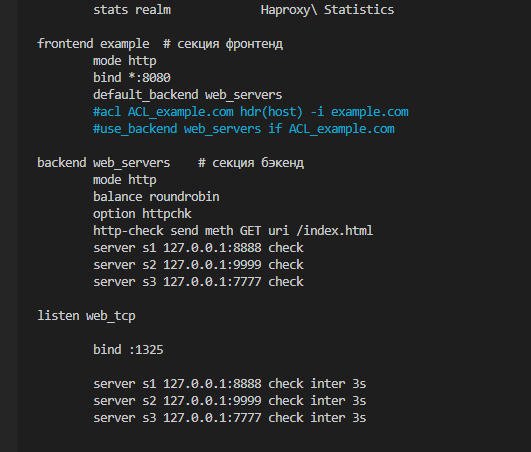 stats realm Haproxy\ Statistics
frontend example # секция фронтенд
mode http
bind *:8080
default_backend web_servers
#acl ACL_example.com hdr(host) -i example.com
#use_backend web_servers if ACL_example.com
backend web_servers # секция бэкенд
mode http
balance roundrobin
option httpchk
http-check send meth GET uri /index.html
server s1 127.0.0.1:8888 check
server s2 127.0.0.1:9999 check
server s3 127.0.0.1:7777 check
listen web_tcp
bind :1325
server s1 127.0.0.1:8888 check inter 3s
server s2 127.0.0.1:9999 check inter 3s
server s3 127.0.0.1:7777 check inter 3s